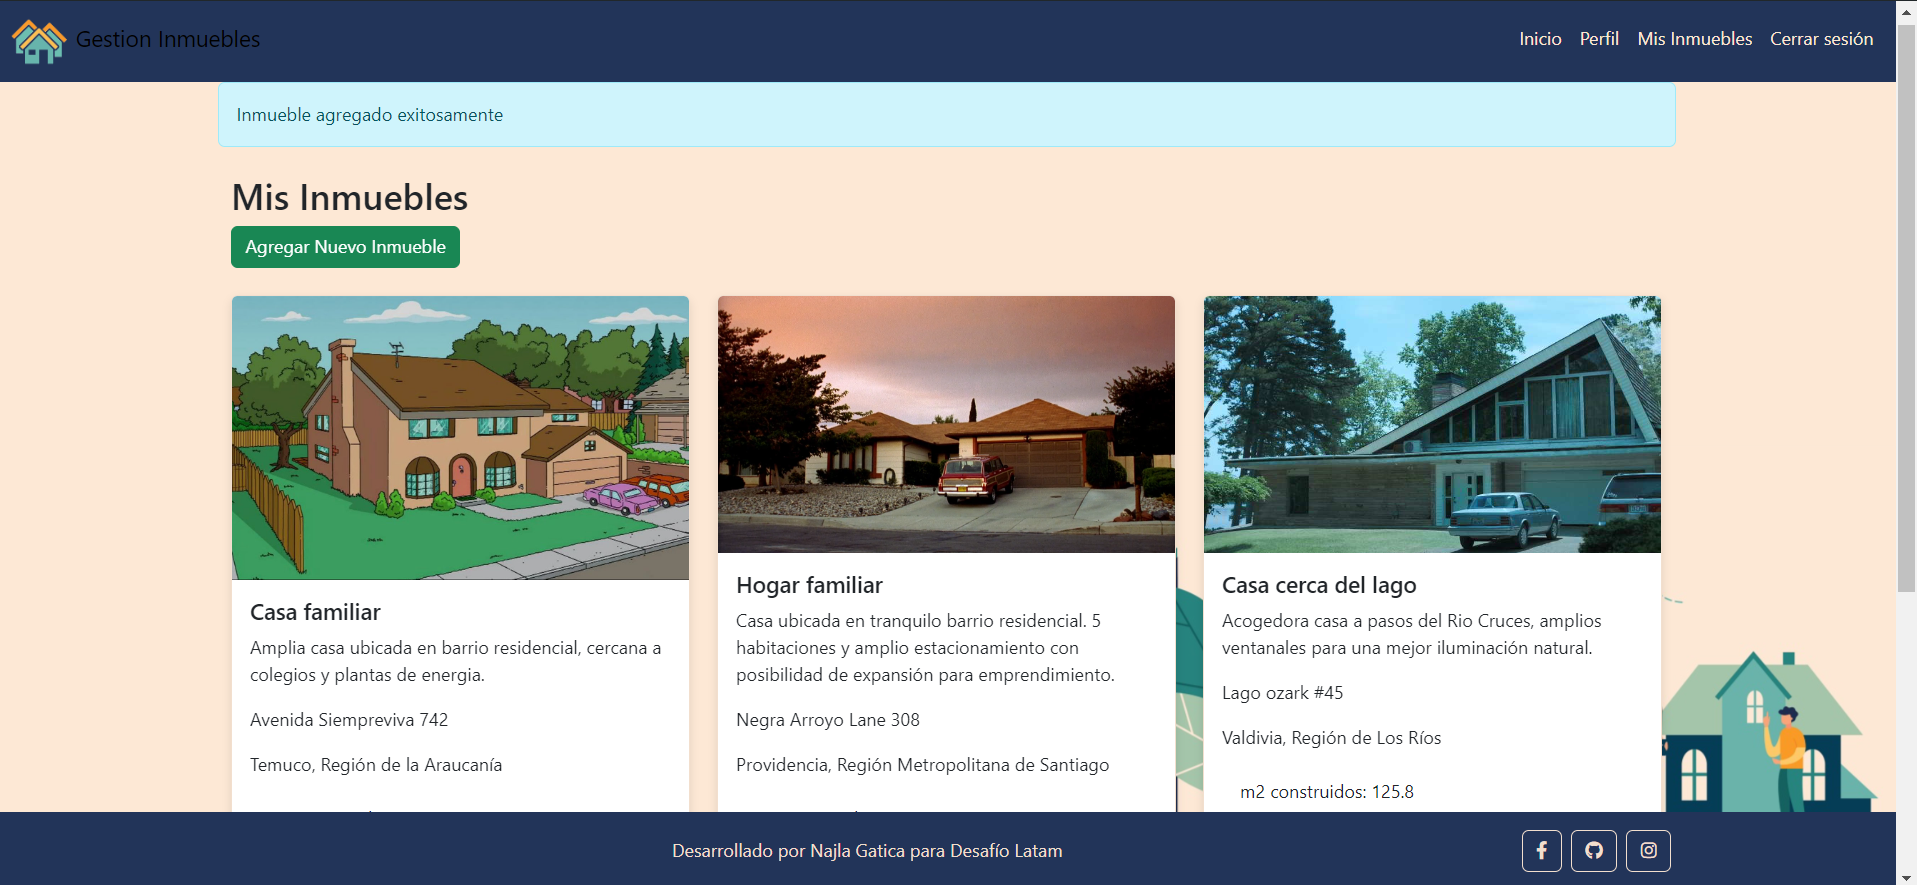 Gestion Inmuebles
Inicio Perfil Mis Inmuebles Cerrar sesión
Inmueble agregado exitosamente
Mis Inmuebles
Agregar Nuevo Inmueble
Casa familiar
Amplia casa ubicada en barrio residencial, cercana a
colegios y plantas de energia.
Avenida Siempreviva 742
Temuco, Región de la Araucanía
Hogar familiar
Casa ubicada en tranquilo barrio residencial. 5
habitaciones y amplio estacionamiento con
posibilidad de expansión para emprendimiento.
Negra Arroyo Lane 308
Providencia, Región Metropolitana de Santiago
Casa cerca del lago
Acogedora casa a pasos del Rio Cruces, amplios
ventanales para una mejor iluminación natural.
Lago ozark #45
Valdivia, Región de Los Ríos
m2 construidos: 125.8
Desarrollado por Najla Gatica para Desafío Latam